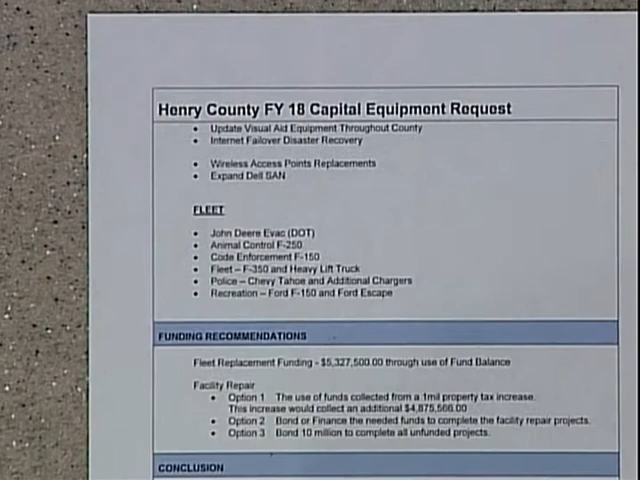 Henry County FY 18 Capital Equipment Request
• Update Visual Aid Equipment Throughout County
• Internet Failover Disaster Recovery
• Wireless Access Points Replacements
• Expand Dell SAN
FLEET
• John Deere Evac (DOT)
• Animal Control F-250
• Code Enforcement F-150
• Fleet – F-350 and Heavy Lift Truck
• Police – Chevy Tahoe and Additional Chargers
• Recreation – Ford F-150 and Ford Escape
FUNDING RECOMMENDATIONS
Fleet Replacement Funding - $5,327,500.00 through use of Fund Balance
Facility Repair
• Option 1 The use of funds collected from a 1mil property tax increase.
This increase would collect an additional $4,875,566.00
• Option 2 Bond or Finance the needed funds to complete the facility repair projects.
• Option 3 Bond 10 million to complete all unfunded projects.
CONCLUSION